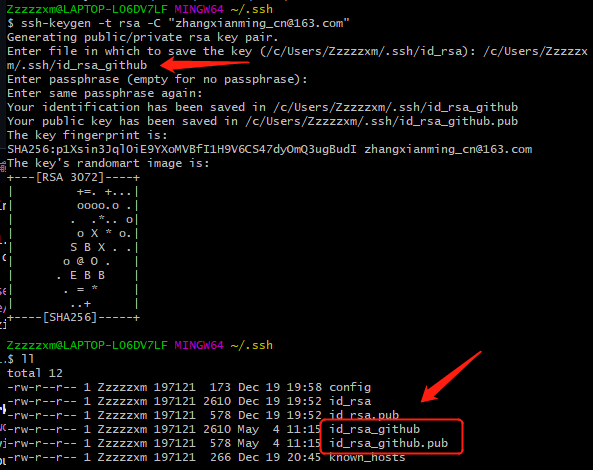 Zzzzzxm@LAPTOP-LO6DV7LF MINGW64 ~/.ssh
$ ssh-keygen -t rsa -C "zhangxianming_cn@163.com"
Generating public/private rsa key pair.
Enter file in which to save the key (/c/Users/Zzzzzxm/.ssh/id_rsa): /c/Users/Zzzzzx
m/.ssh/id_rsa_github
Enter passphrase (empty for no passphrase):
Enter same passphrase again:
Your identification has been saved in /c/Users/Zzzzzxm/.ssh/id_rsa_github
Your public key has been saved in /c/Users/Zzzzzxm/.ssh/id_rsa_github.pub
The key fingerprint is:
SHA256:p1Xsin3JqlOiE9YXoMVBfI1H9V6CS47dyOmQ3ugBudI zhangxianming_cn@163.com
The key's randomart image is:
+---[RSA 3072]----+
|         +=. +...|
|         oooo.o .|
|        .  .*.. o|
|         o X * o.|
|        S B X . .|
|       o @ O .   |
|      . E B B    |
|       . = *     |
|        ..+      |
+----[SHA256]-----+
Zzzzzxm@LAPTOP-LO6DV7LF MINGW64 ~/.ssh
$ ll
total 12
-rw-r--r-- 1 Zzzzzxm 197121  173 Dec 19 19:58 config
-rw-r--r-- 1 Zzzzzxm 197121 2610 Dec 19 19:52 id_rsa
-rw-r--r-- 1 Zzzzzxm 197121  578 Dec 19 19:52 id_rsa.pub
-rw-r--r-- 1 Zzzzzxm 197121 2610 May  4 11:15 id_rsa_github
-rw-r--r-- 1 Zzzzzxm 197121  578 May  4 11:15 id_rsa_github.pub
-rw-r--r-- 1 Zzzzzxm 197121  266 Dec 19 20:45 known_hosts